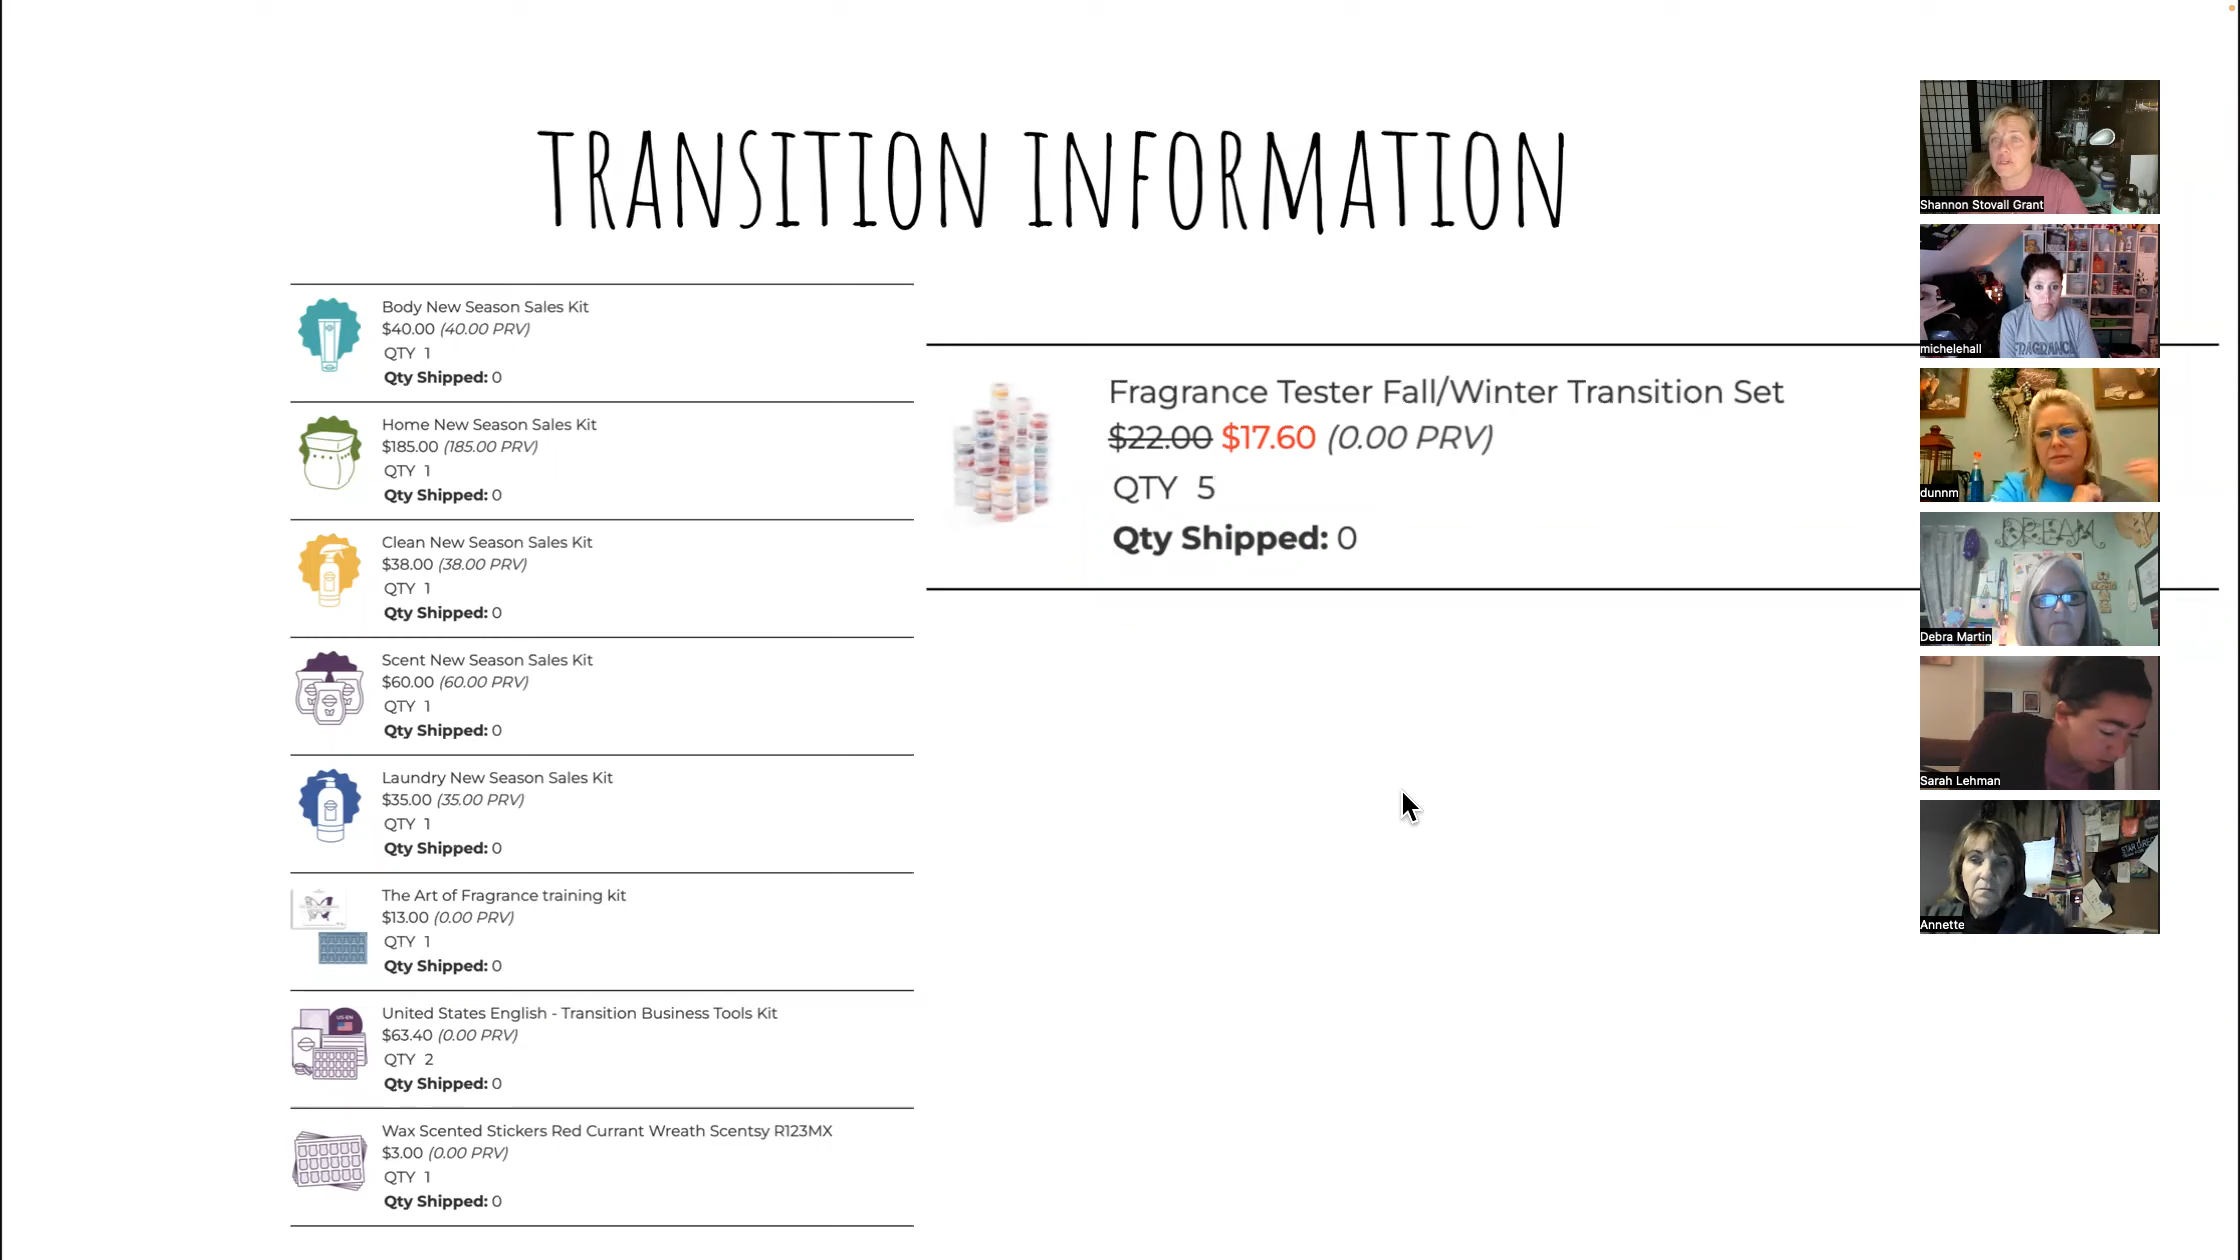 TRANSITION INFORMATION
Body New Season Sales Kit
$40.00 (40.00 PRV)
QTY 1
Qty Shipped: 0
Home New Season Sales Kit
$185.00 (185.00 PRV)
QTY 1
Qty Shipped: 0
Clean New Season Sales Kit
$38.00 (38.00 PRV)
QTY 1
Qty Shipped: 0
Scent New Season Sales Kit
$60.00 (60.00 PRV)
QTY 1
Qty Shipped: 0
Laundry New Season Sales Kit
$35.00 (35.00 PRV)
QTY 1
Qty Shipped: 0
The Art of Fragrance training kit
$13.00 (0.00 PRV)
QTY 1
Qty Shipped: 0
US-EN
United States English - Transition Business Tools Kit
$63.40 (0.00 PRV)
QTY 2
Qty Shipped: 0
Wax Scented Stickers Red Currant Wreath Scentsy R123MX
$3.00 (0.00 PRV)
QTY 1
Qty Shipped: 0
Fragrance Tester Fall/Winter Transition Set
$22.00 $17.60 (0.00 PRV)
QTY 5
Qty Shipped: 0
Shannon Stovall Grant
FRAGRANCE
michelehall
dunnm
DREAM
Debra Martin
Sarah Lehman
STAR DIRE
Annette